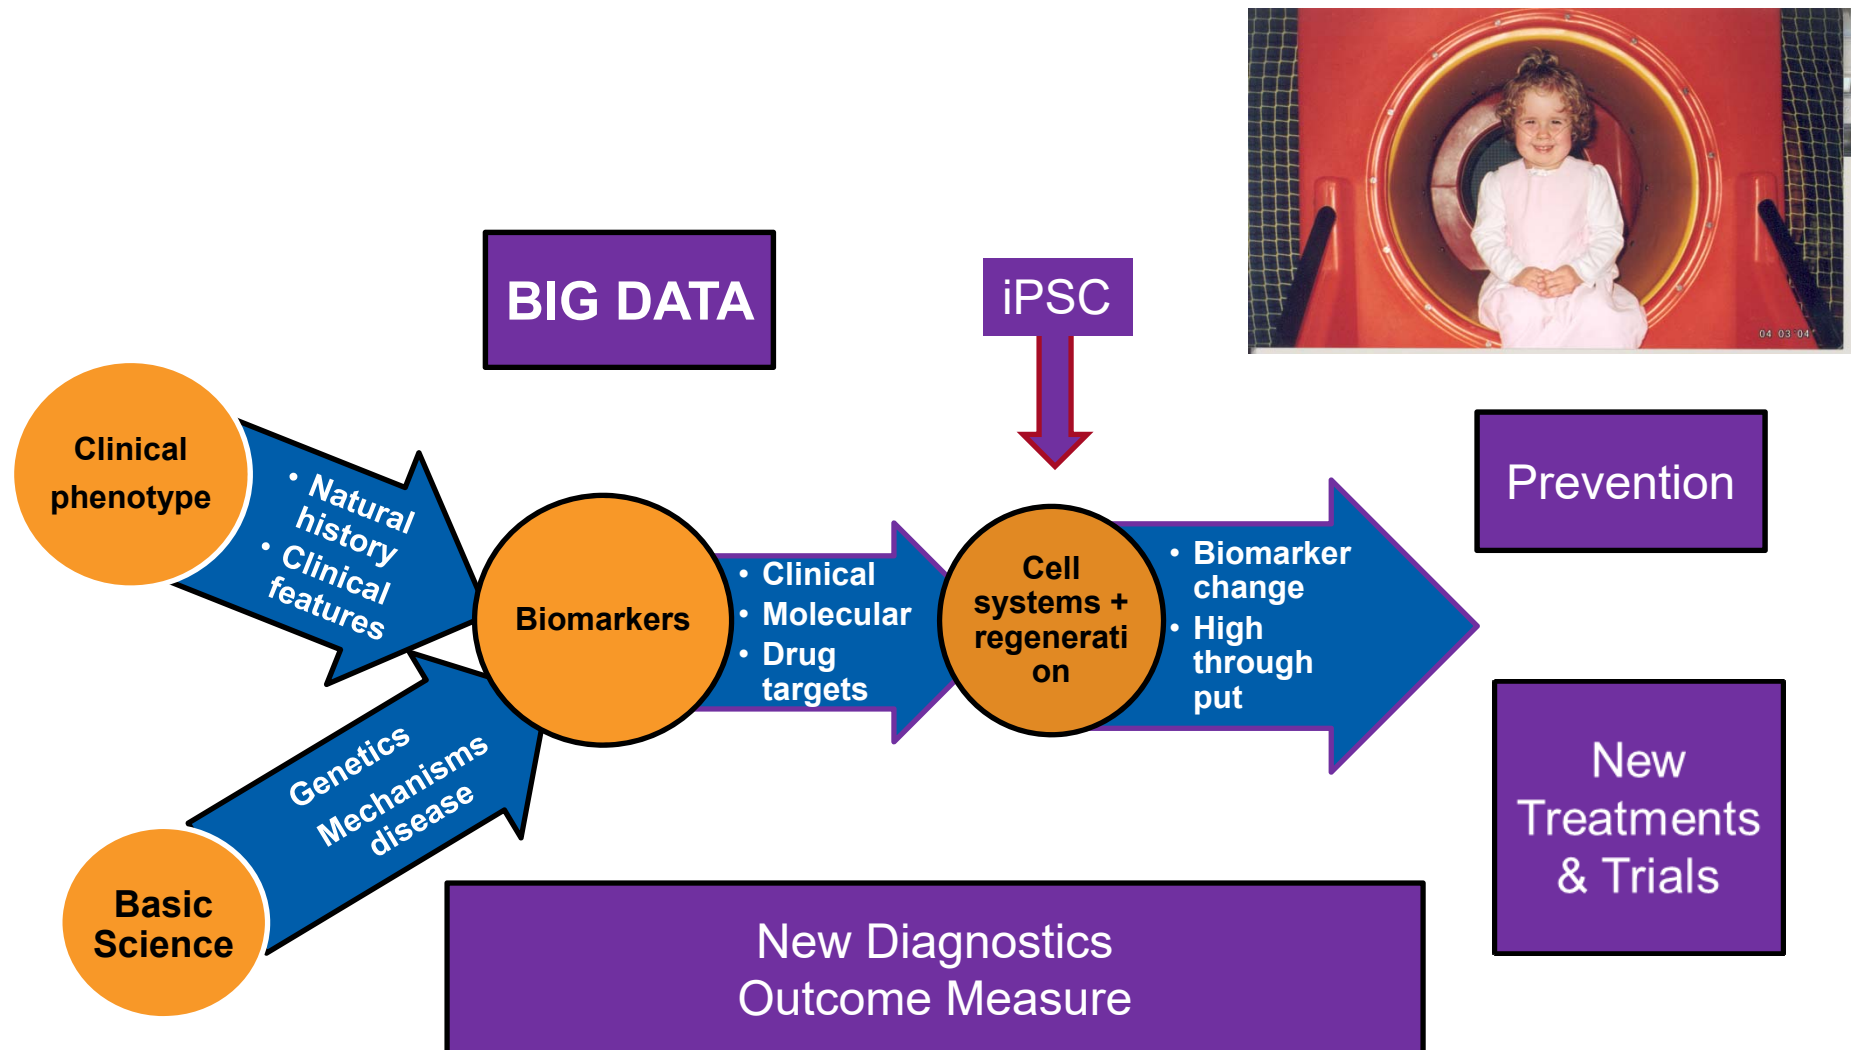 04 03 04
BIG DATA
iPSC
Clinical
phenotype
• Natural
history
• Clinical
features
Prevention
Biomarkers
• Clinical
• Molecular
• Drug
targets
Cell
systems +
regenerati
on
• Biomarker
change
• High
through
put
Genetics
Mechanisms
disease
Basic
Science
New
Treatments
& Trials
New Diagnostics
Outcome Measure